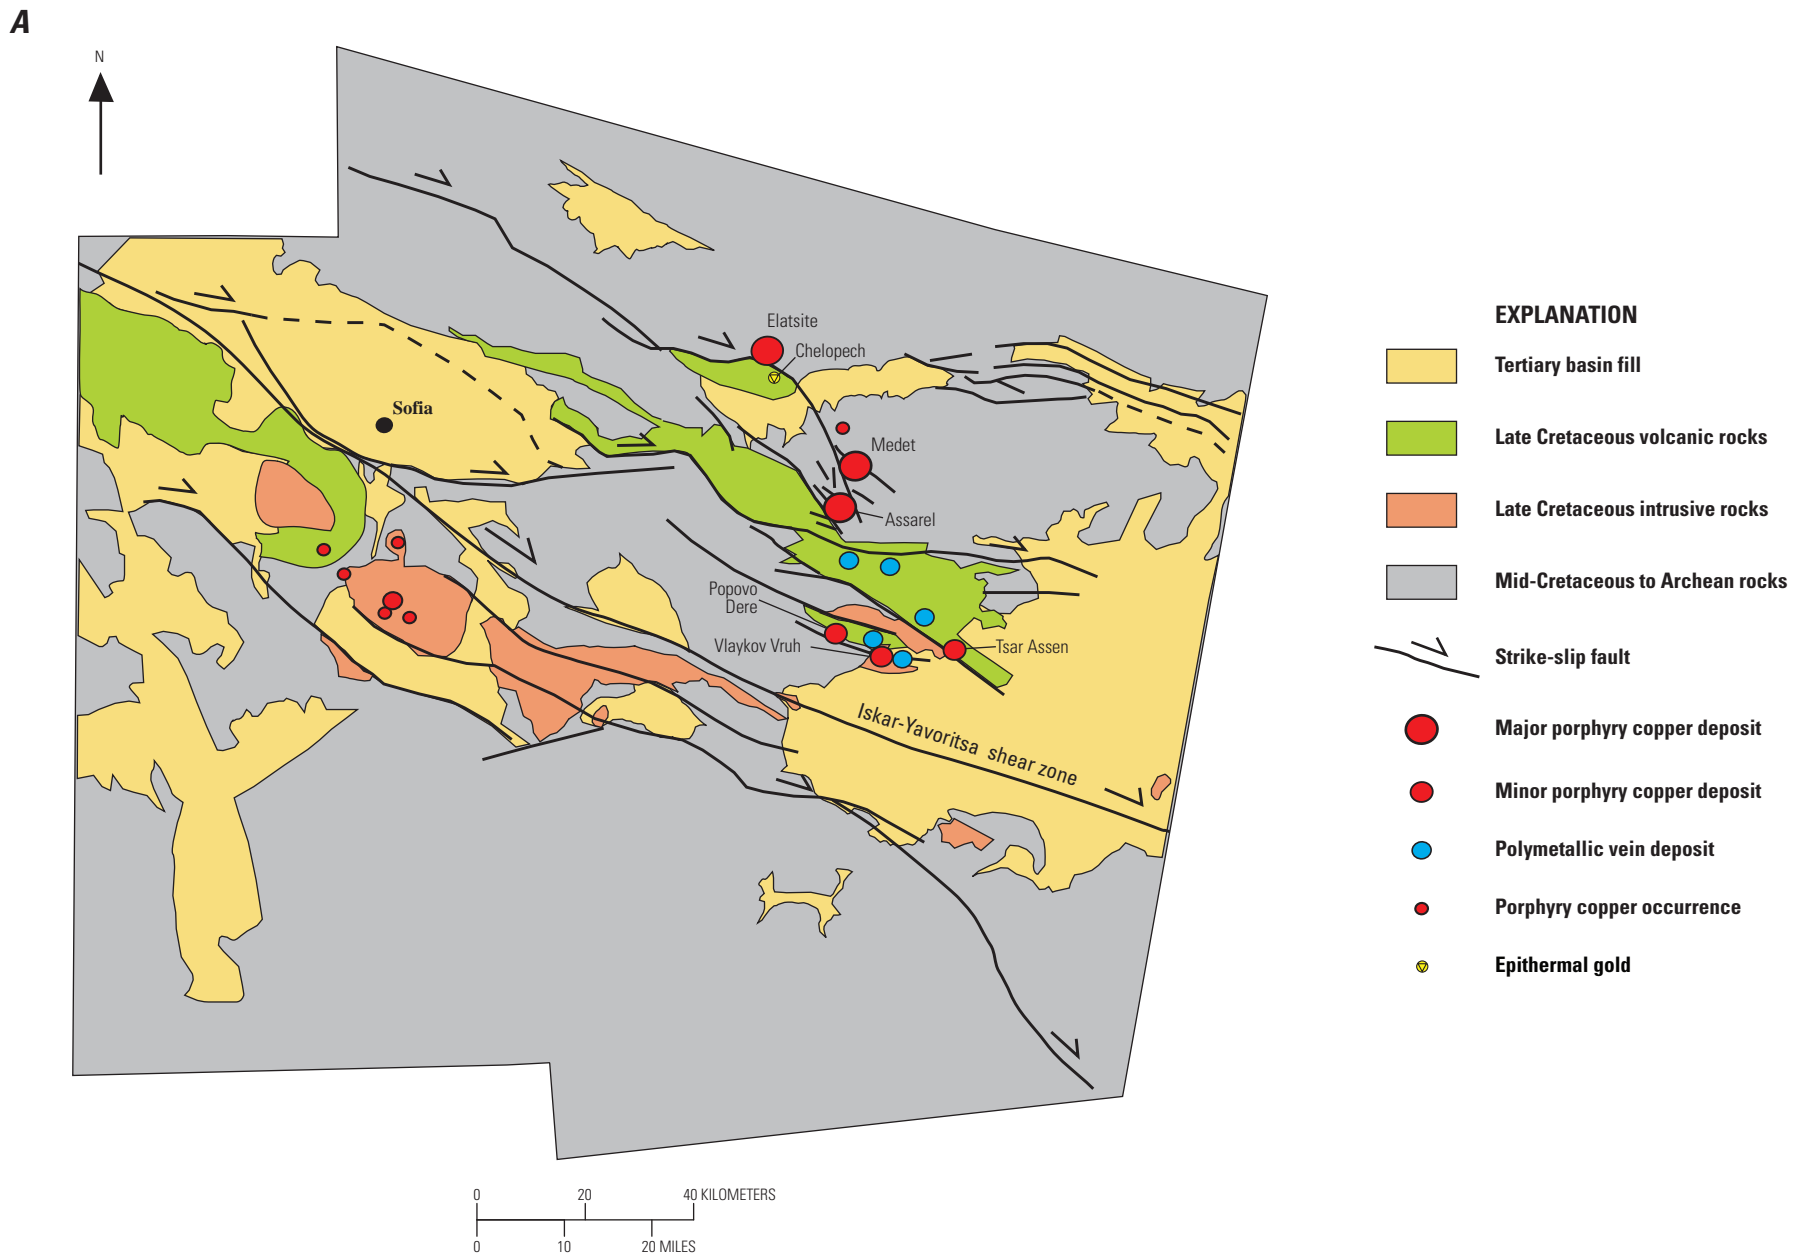 A
N
Elatsite
Chelopech
Sofia
Medet
Assarel
Popovo
Dere
Vlaykov Vruh
Tsar Assen
Iskar-Yavoritsa shear zone
0 20 40 KILOMETERS
0 10 20 MILES
EXPLANATION
Tertiary basin fill
Late Cretaceous volcanic rocks
Late Cretaceous intrusive rocks
Mid-Cretaceous to Archean rocks
Strike-slip fault
Major porphyry copper deposit
Minor porphyry copper deposit
Polymetallic vein deposit
Porphyry copper occurrence
Epithermal gold